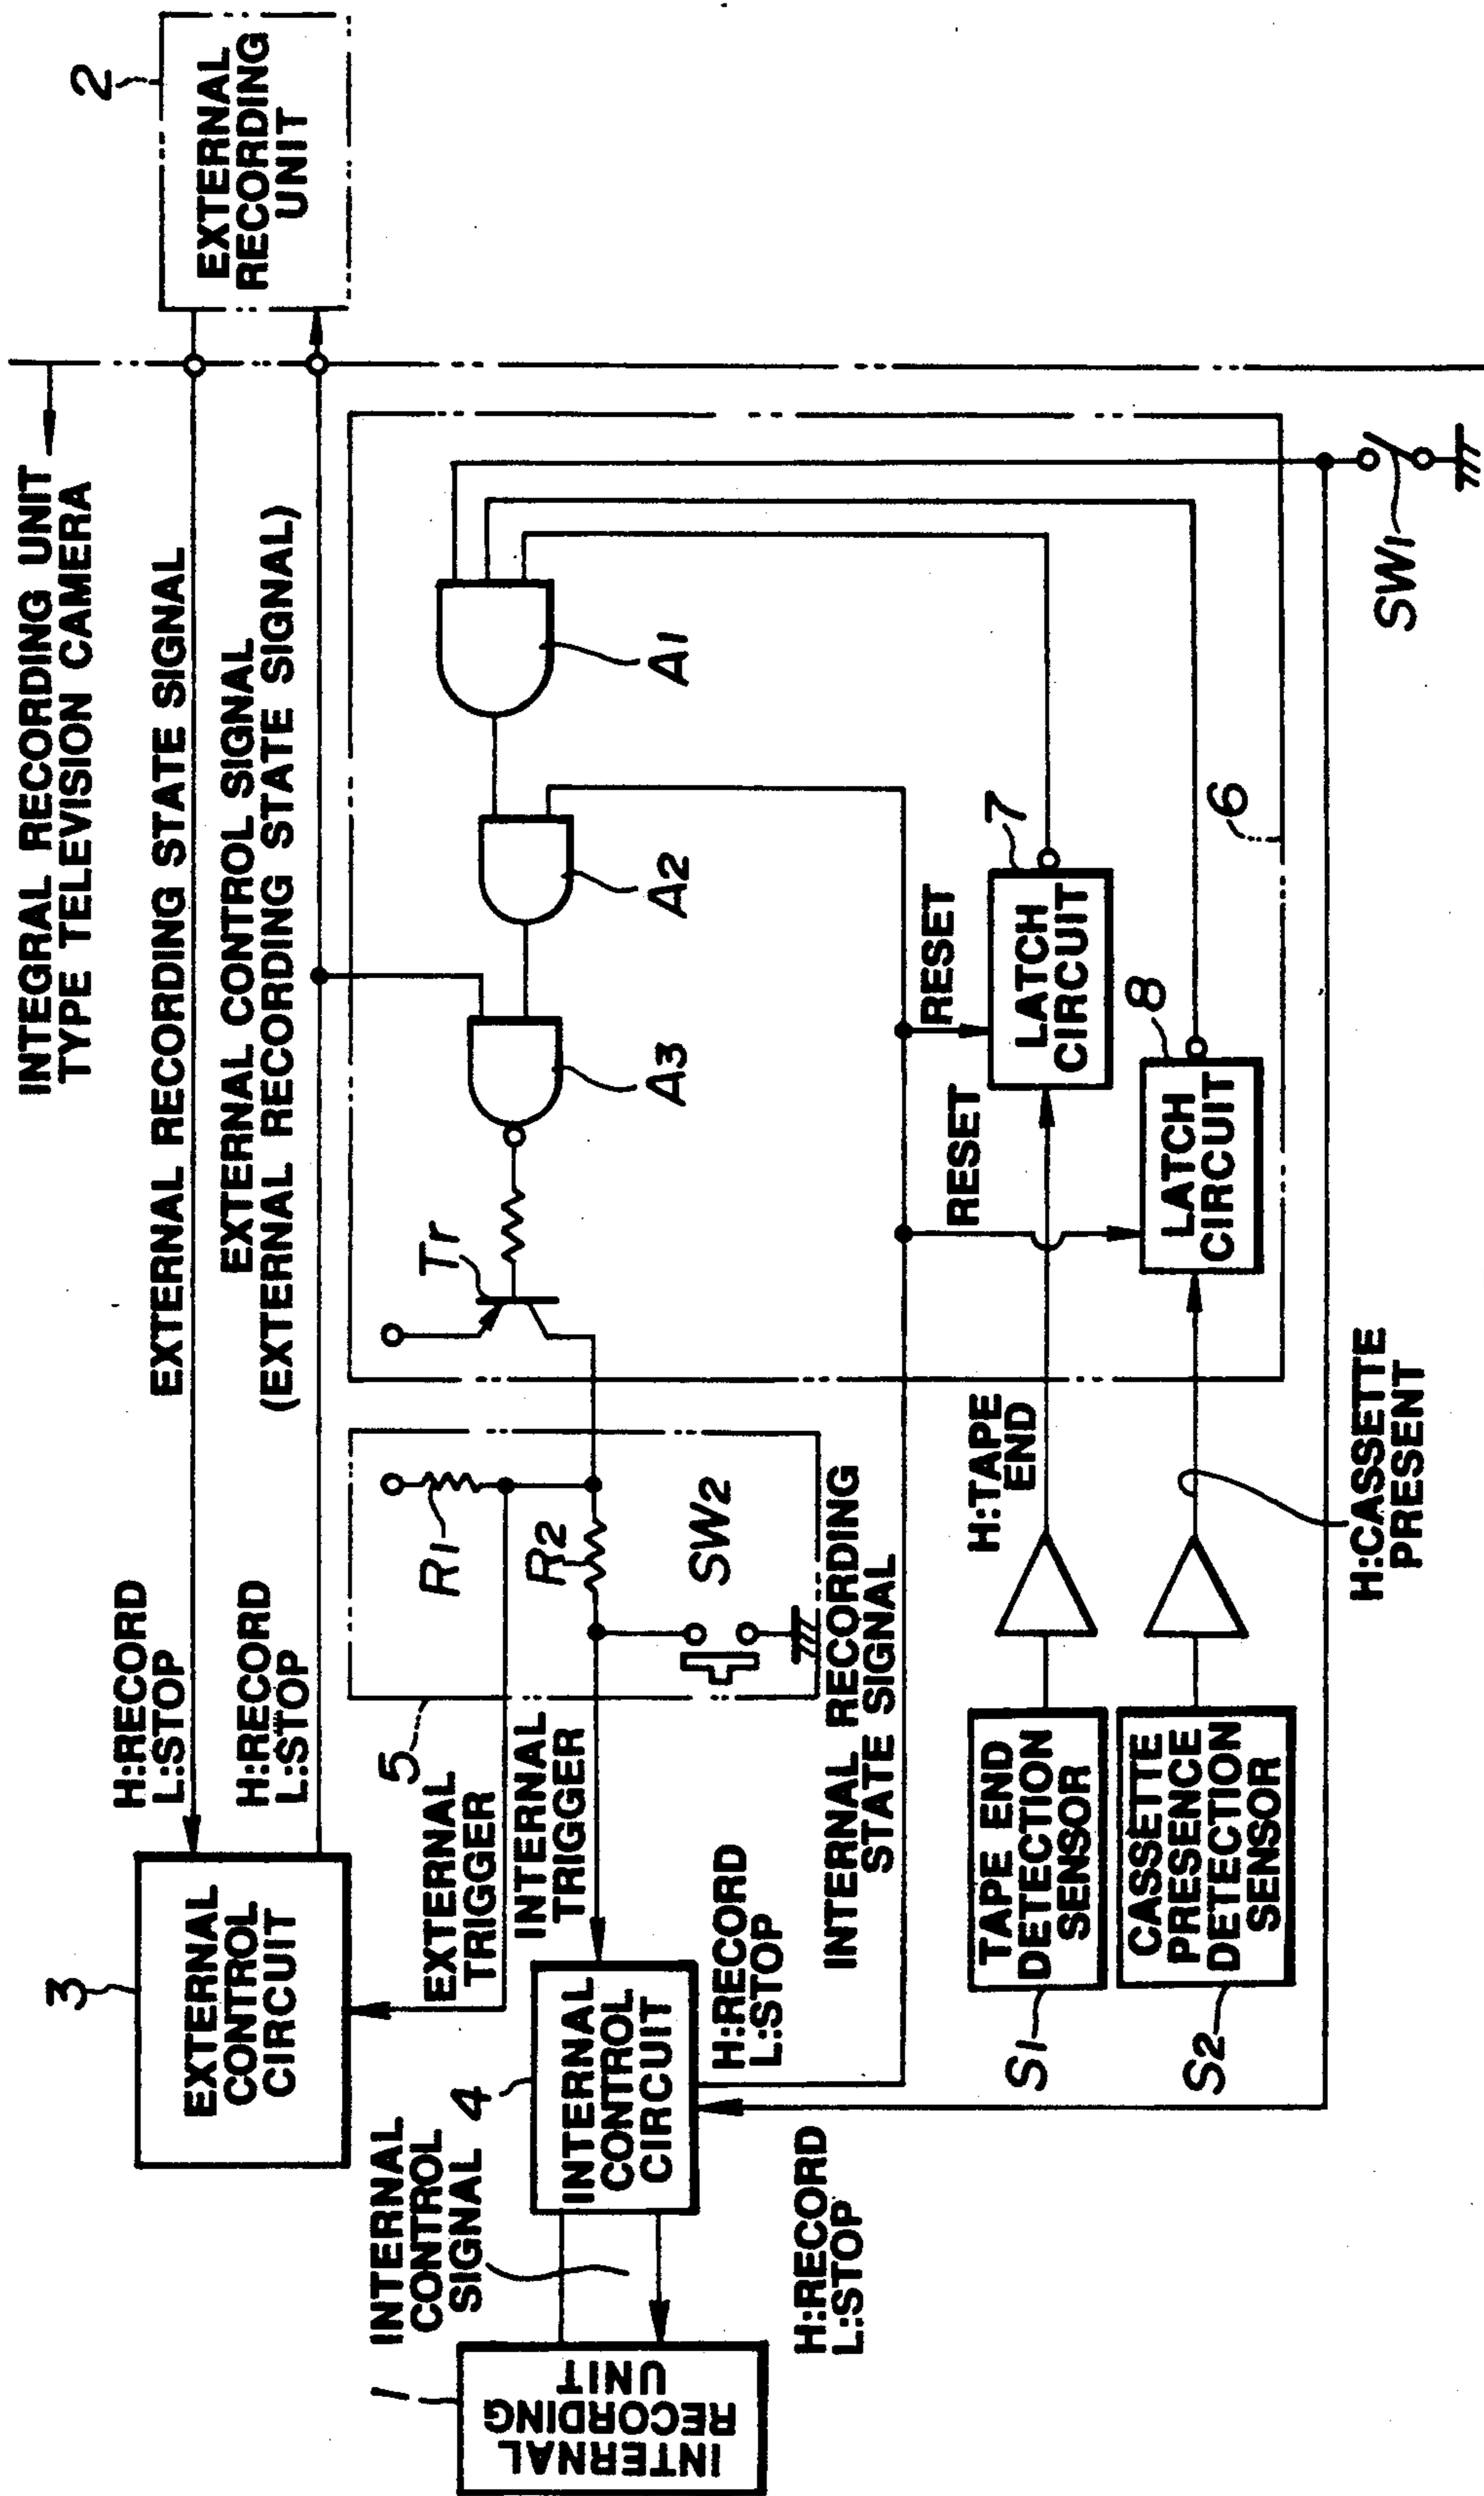 INTEGRAL RECORDING UNIT
TYPE TELEVISION CAMERA
2
EXTERNAL
RECORDING
UNIT
EXTERNAL RECORDING STATE SIGNAL
EXTERNAL CONTROL SIGNAL
(EXTERNAL RECORDING STATE SIGNAL)
H:RECORD
L:STOP
H:RECORD
L:STOP
3
EXTERNAL
CONTROL
CIRCUIT
EXTERNAL
TRIGGER
INTERNAL
TRIGGER
5
R1
R2
SW2
Tr
A3
A2
A1
INTERNAL
CONTROL
SIGNAL
4
INTERNAL
CONTROL
CIRCUIT
1
INTERNAL
RECORDING
UNIT
H:RECORD
L:STOP
H:RECORD
L:STOP
INTERNAL RECORDING
STATE SIGNAL
RESET
RESET
7
LATCH
CIRCUIT
8
LATCH
CIRCUIT
6
H:TAPE
END
H:CASSETTE
PRESENT
S1
TAPE END
DETECTION
SENSOR
S2
CASSETTE
PRESENCE
DETECTION
SENSOR
SW1